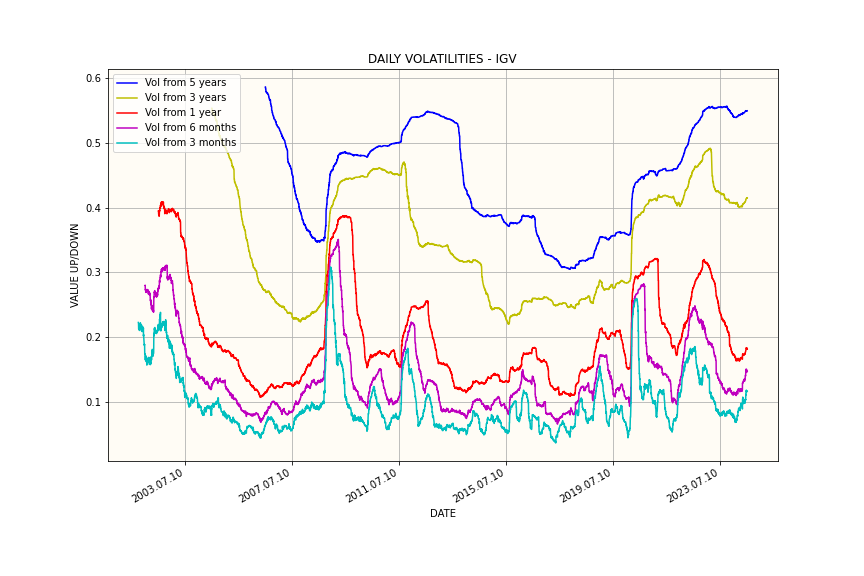 DAILY VOLATILITIES - IGV
Vol from 5 years
Vol from 3 years
Vol from 1 year
Vol from 6 months
Vol from 3 months
VALUE UP/DOWN
0.6
0.5
0.4
0.3
0.2
0.1
2003.07.10
2007.07.10
2011.07.10
2015.07.10
2019.07.10
2023.07.10
DATE